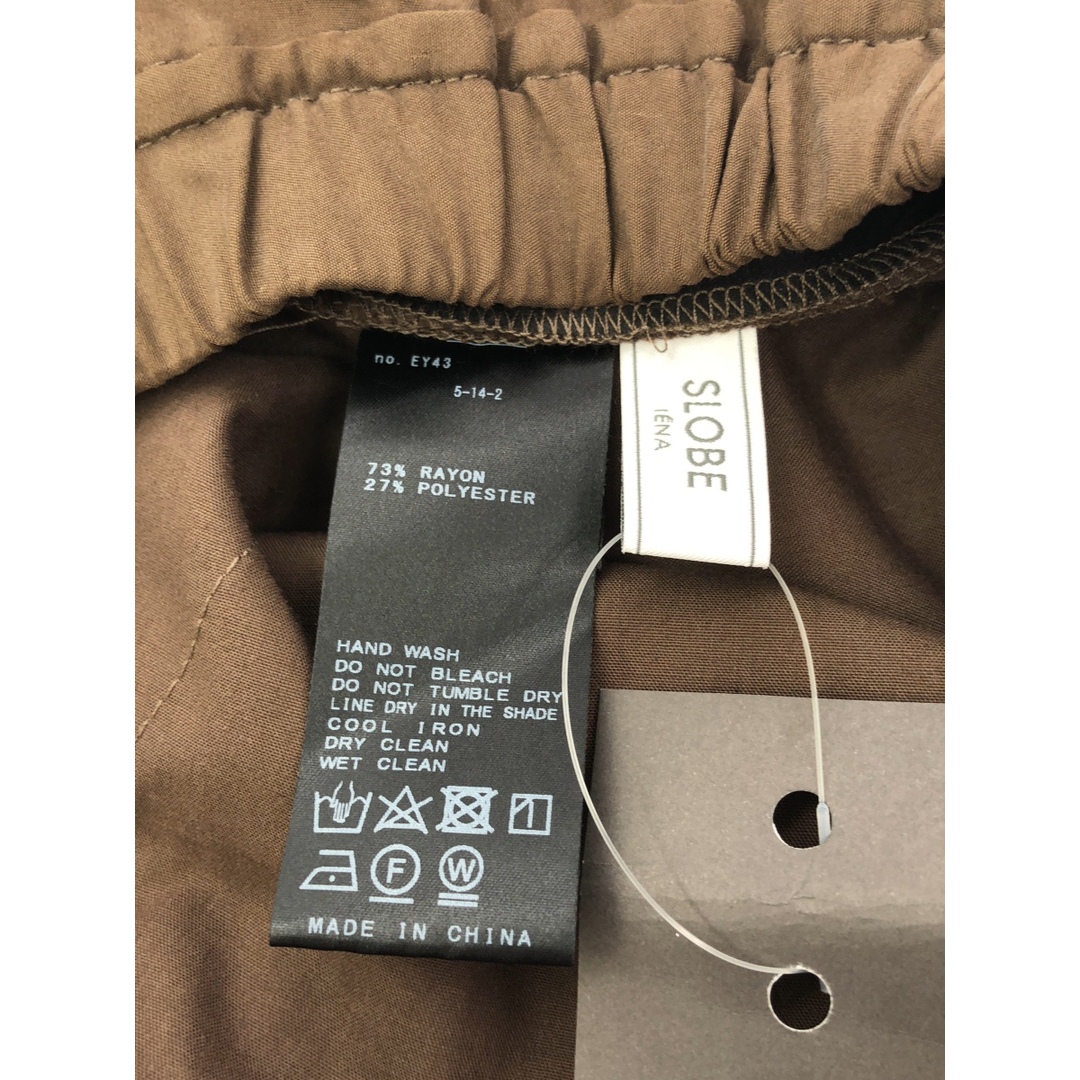 no. EY43
5-14-2
73% RAYON
27% POLYESTER
HAND WASH
DO NOT BLEACH
DO NOT TUMBLE DRY
LINE DRY IN THE SHADE
COOL IRON
DRY CLEAN
WET CLEAN
F W
MADE IN CHINA
SLOBE
IÉNA